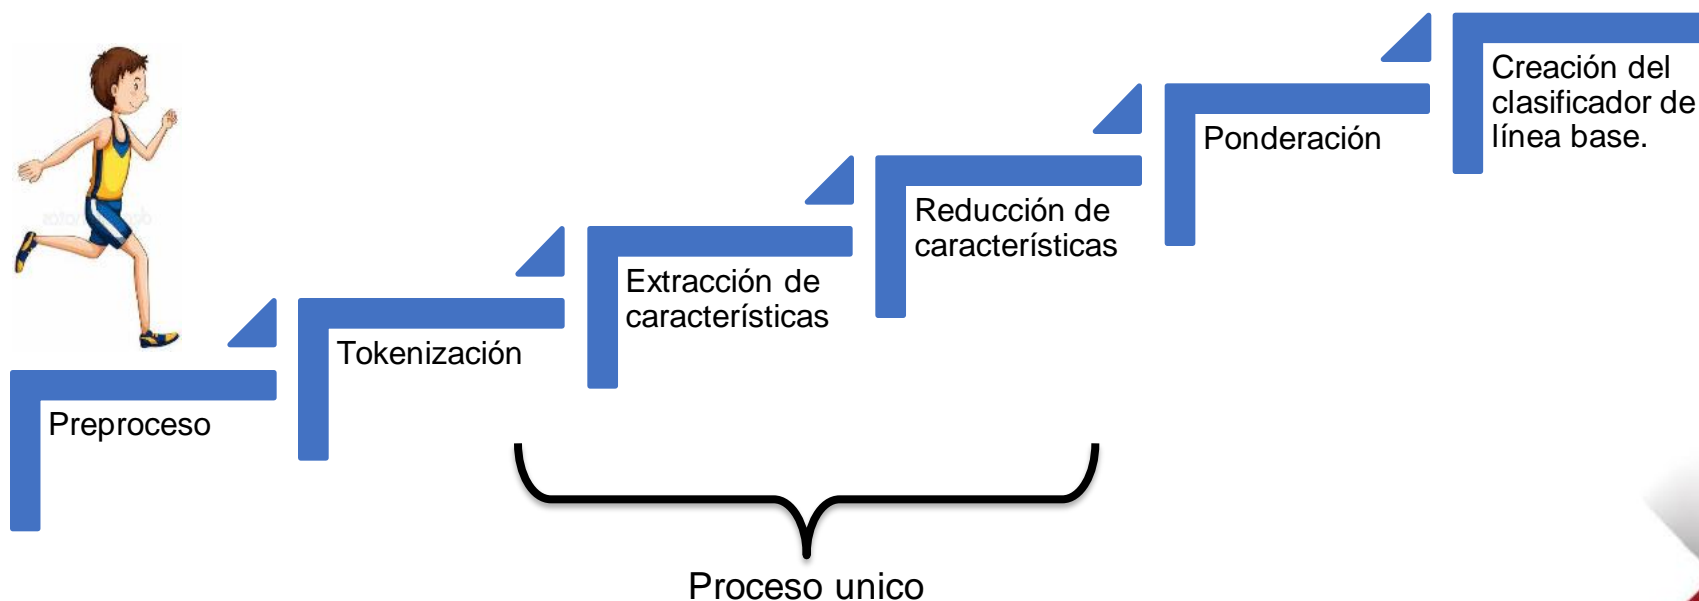 Preproceso
Tokenización
Extracción de
características
Reducción de
características
Ponderación
Creación del
clasificador de
línea base.
Proceso unico